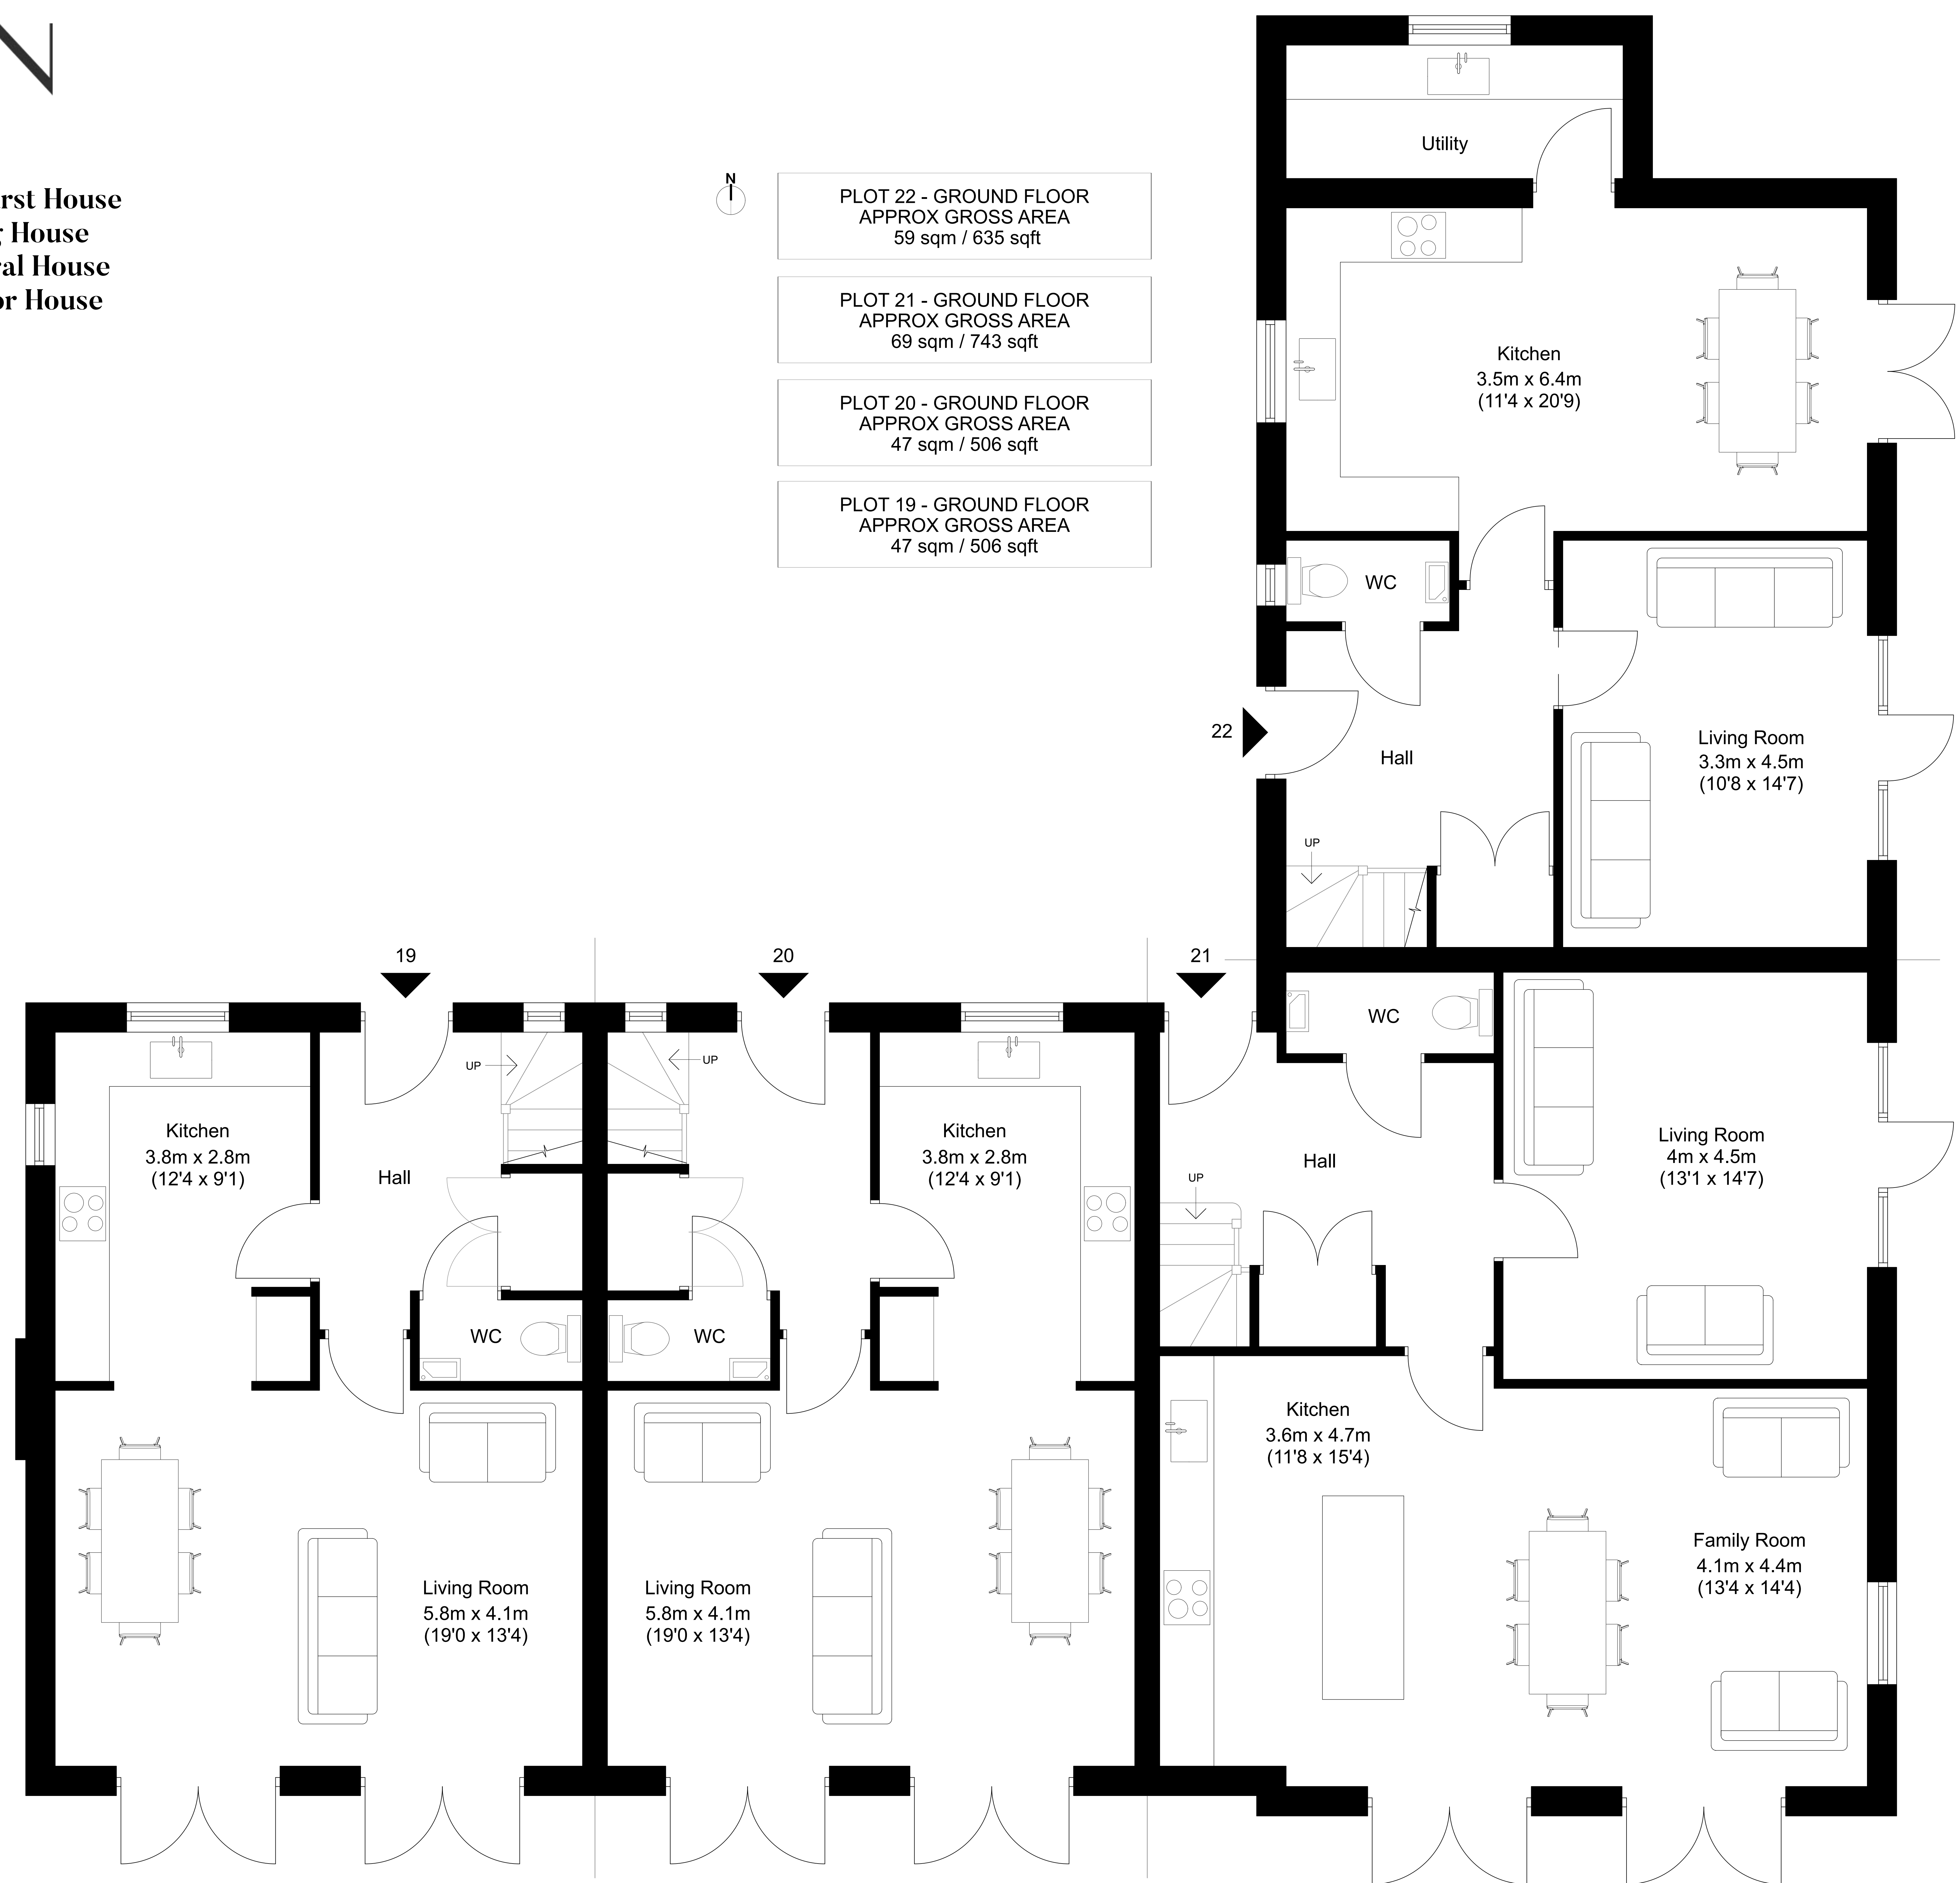 N
House
House
House
House
N
PLOT 22 - GROUND FLOOR
APPROX GROSS AREA
59 sqm / 635 sqft
PLOT 21 - GROUND FLOOR
APPROX GROSS AREA
69 sqm / 743 sqft
PLOT 20 - GROUND FLOOR
APPROX GROSS AREA
47 sqm / 506 sqft
PLOT 19 - GROUND FLOOR
APPROX GROSS AREA
47 sqm / 506 sqft
Utility
Kitchen
3.5m x 6.4m
(11'4 x 20'9)
WC
22
Hall
Living Room
3.3m x 4.5m
(10'8 x 14'7)
UP
19
20
21
UP
UP
WC
Kitchen
3.8m x 2.8m
(12'4 x 9'1)
Hall
Kitchen
3.8m x 2.8m
(12'4 x 9'1)
Hall
UP
Living Room
4m x 4.5m
(13'1 x 14'7)
WC
WC
Kitchen
3.6m x 4.7m
(11'8 x 15'4)
Living Room
5.8m x 4.1m
(19'0 x 13'4)
Living Room
5.8m x 4.1m
(19'0 x 13'4)
Family Room
4.1m x 4.4m
(13'4 x 14'4)